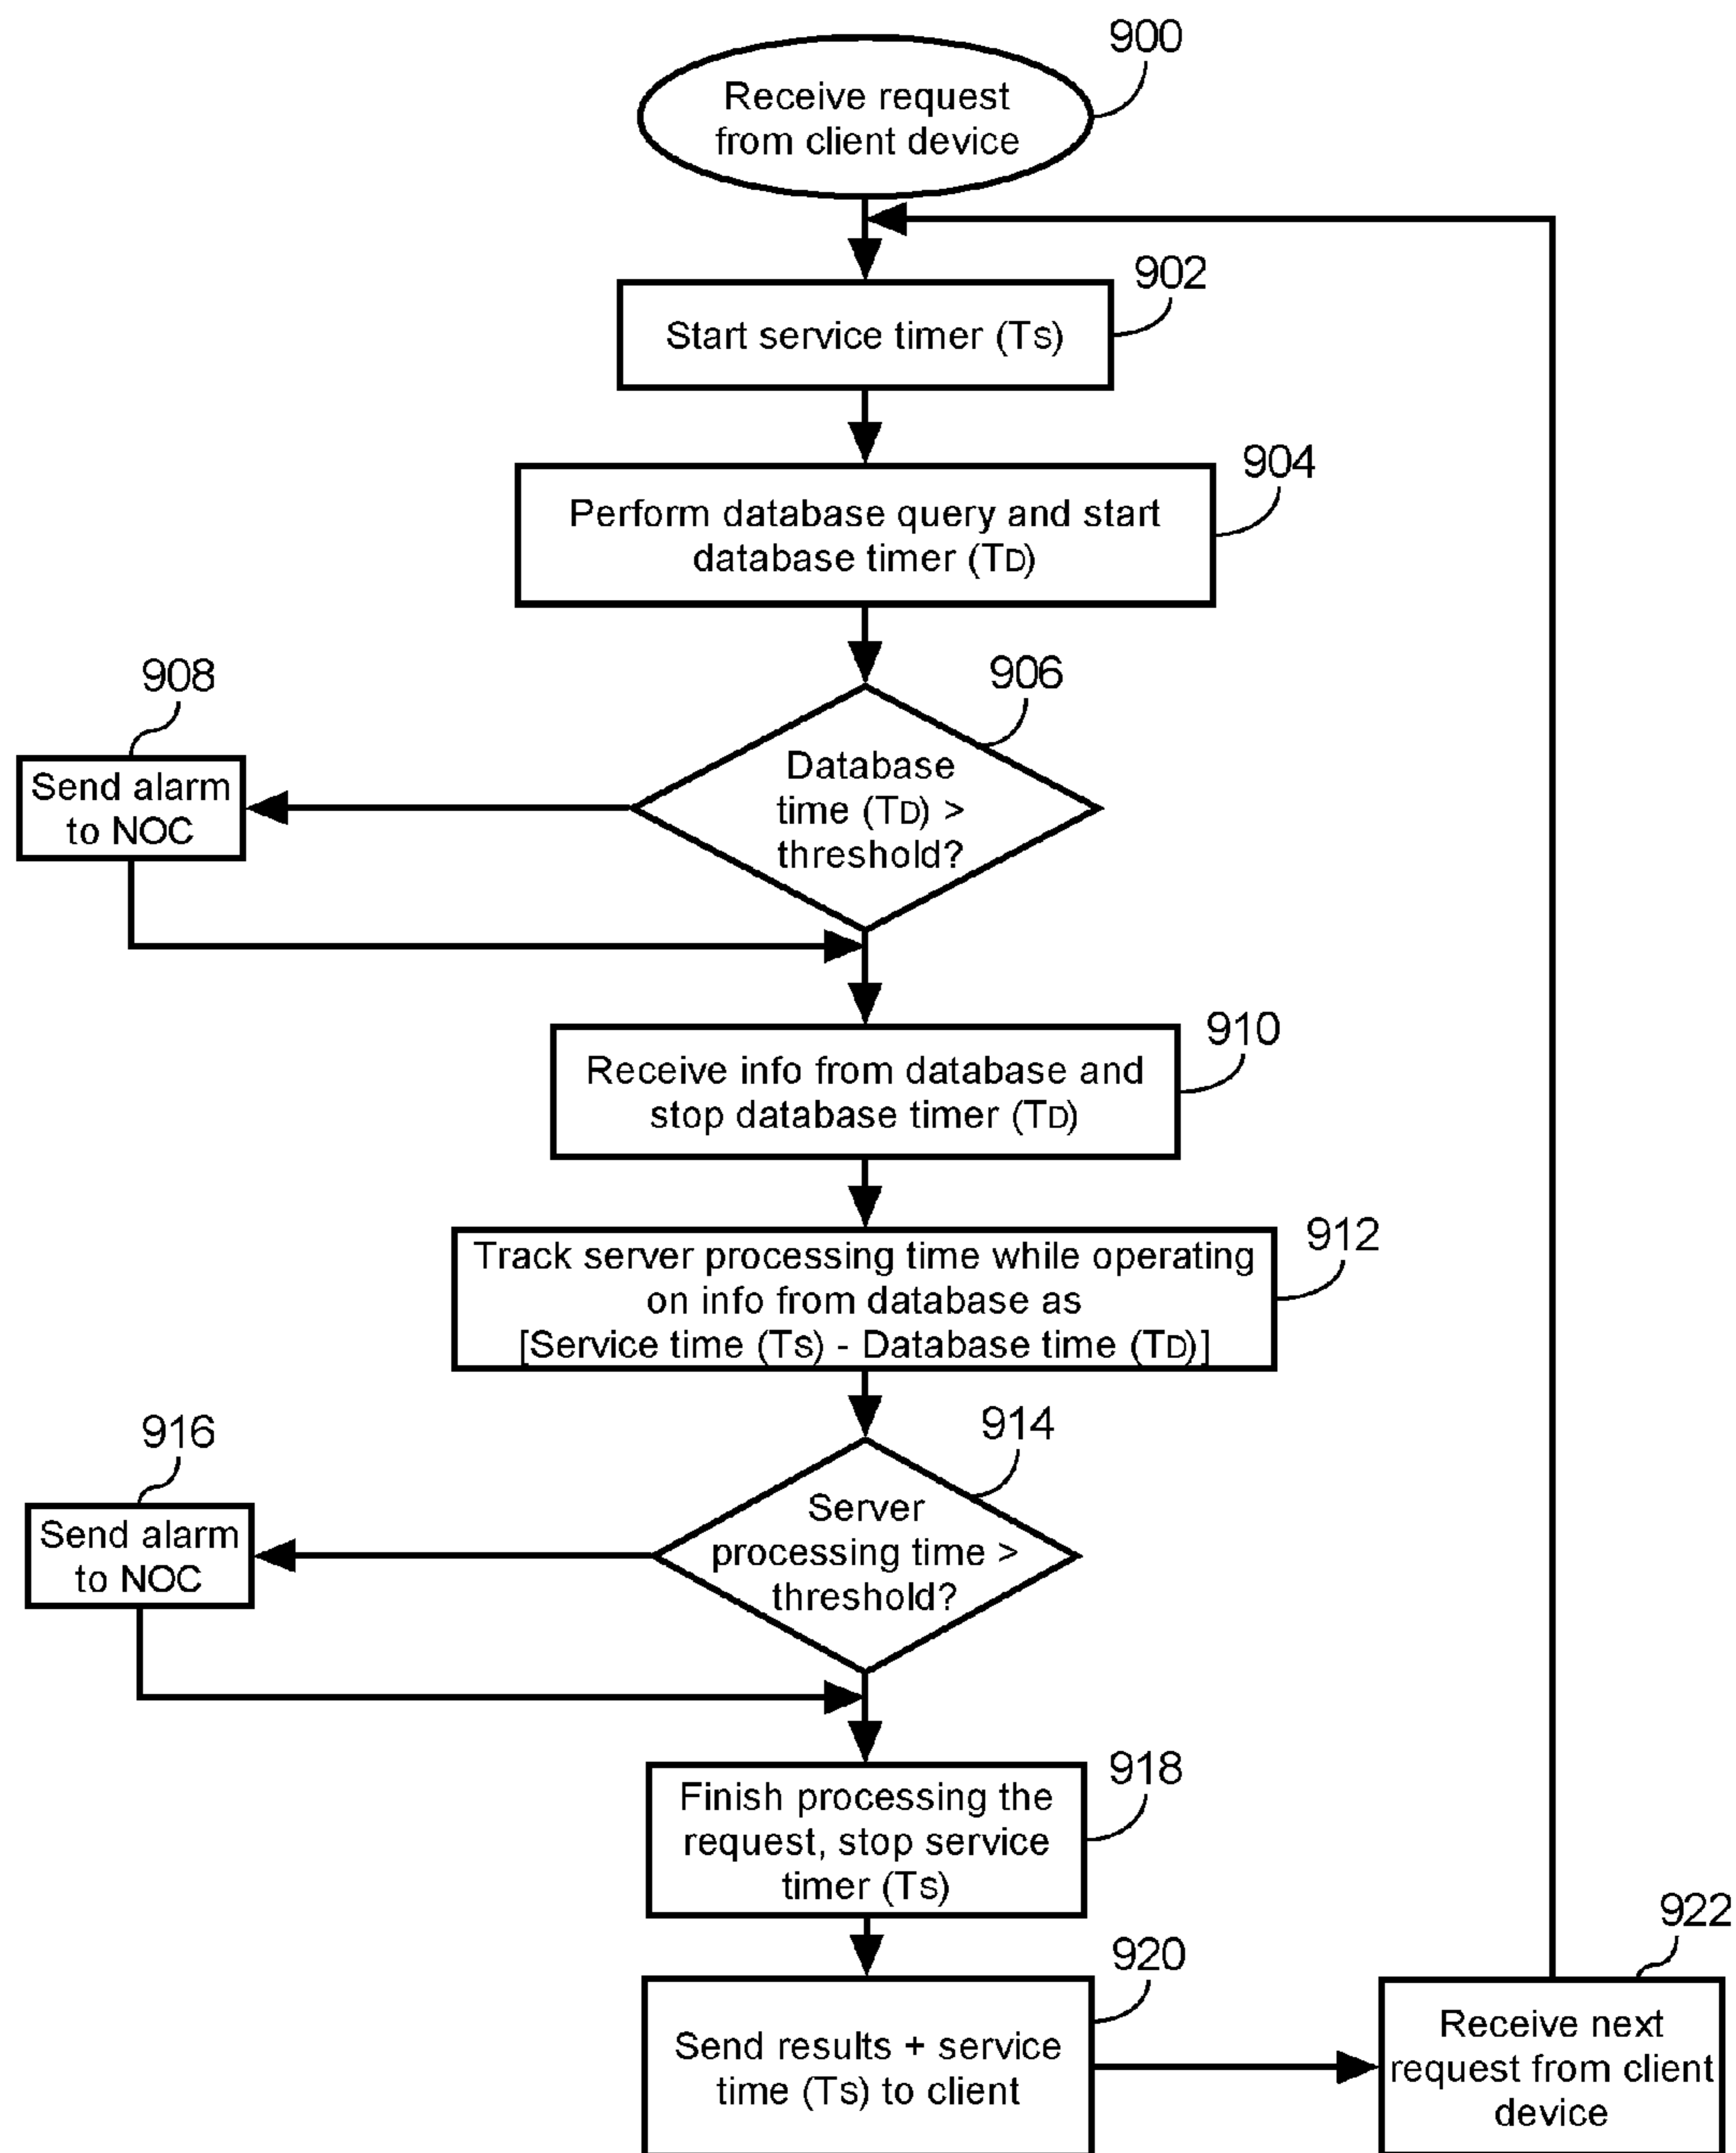 900
Receive request
from client device
902
Start service timer (Ts)
904
Perform database query and start
database timer (TD)
906
Database
time (TD) >
threshold?
908
Send alarm
to NOC
910
Receive info from database and
stop database timer (TD)
912
Track server processing time while operating
on info from database as
[Service time (Ts) - Database time (TD)]
914
Server
processing time >
threshold?
916
Send alarm
to NOC
918
Finish processing the
request, stop service
timer (Ts)
920
Send results + service
time (Ts) to client
922
Receive next
request from client
device